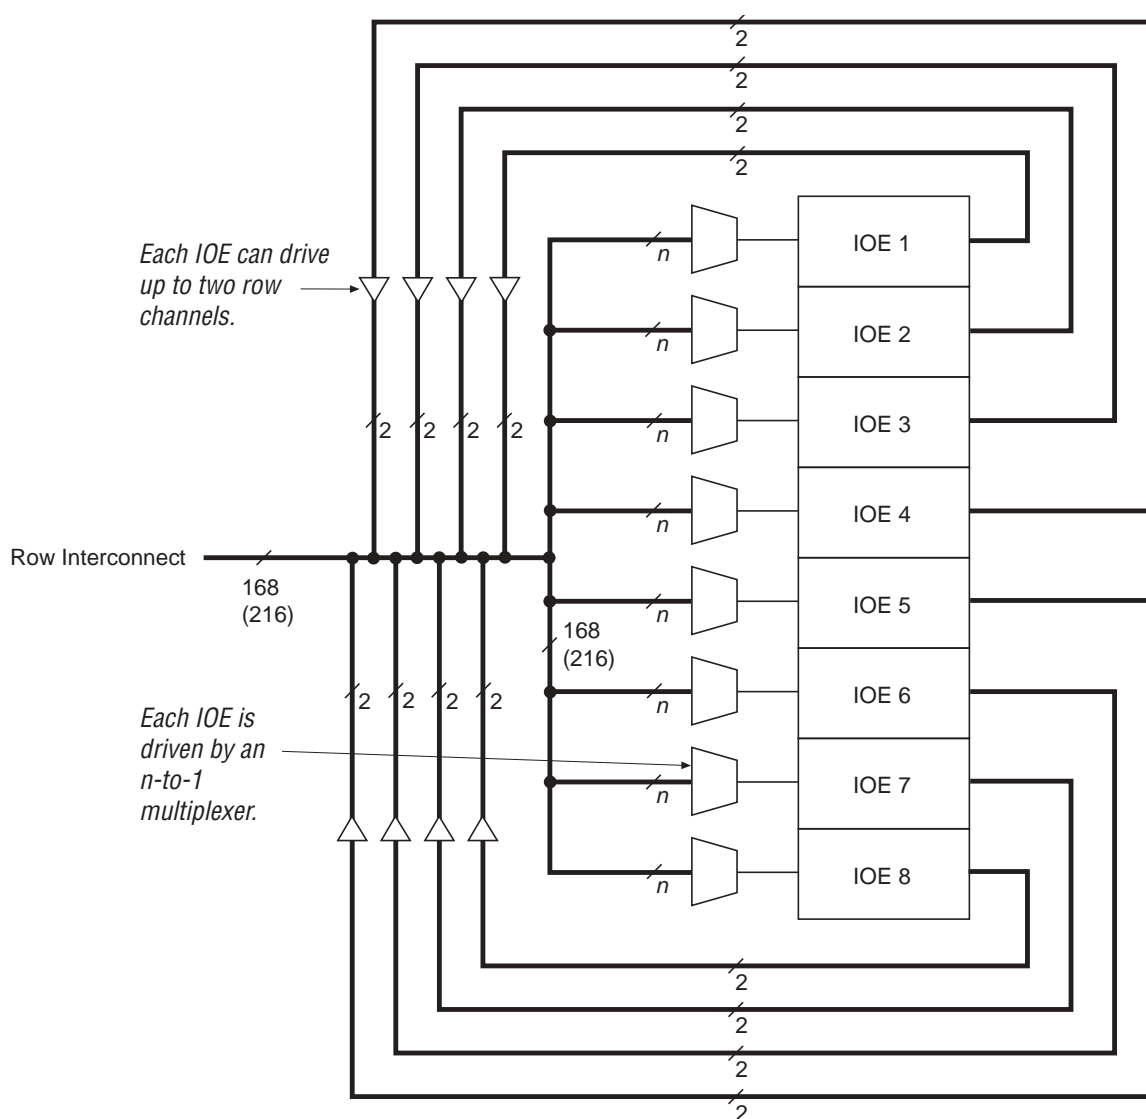 2
2
2
2
IOE 1
Each IOE can drive
up to two row
channels.
n
IOE 2
n
IOE 3
2 2 2 2
n
IOE 4
n
Row Interconnect
168
(216)
IOE 5
n
168
(216)
IOE 6
2 2 2 2
n
Each IOE is
driven by an
n-to-1
multiplexer.
IOE 7
n
IOE 8
n
2
2
2
2